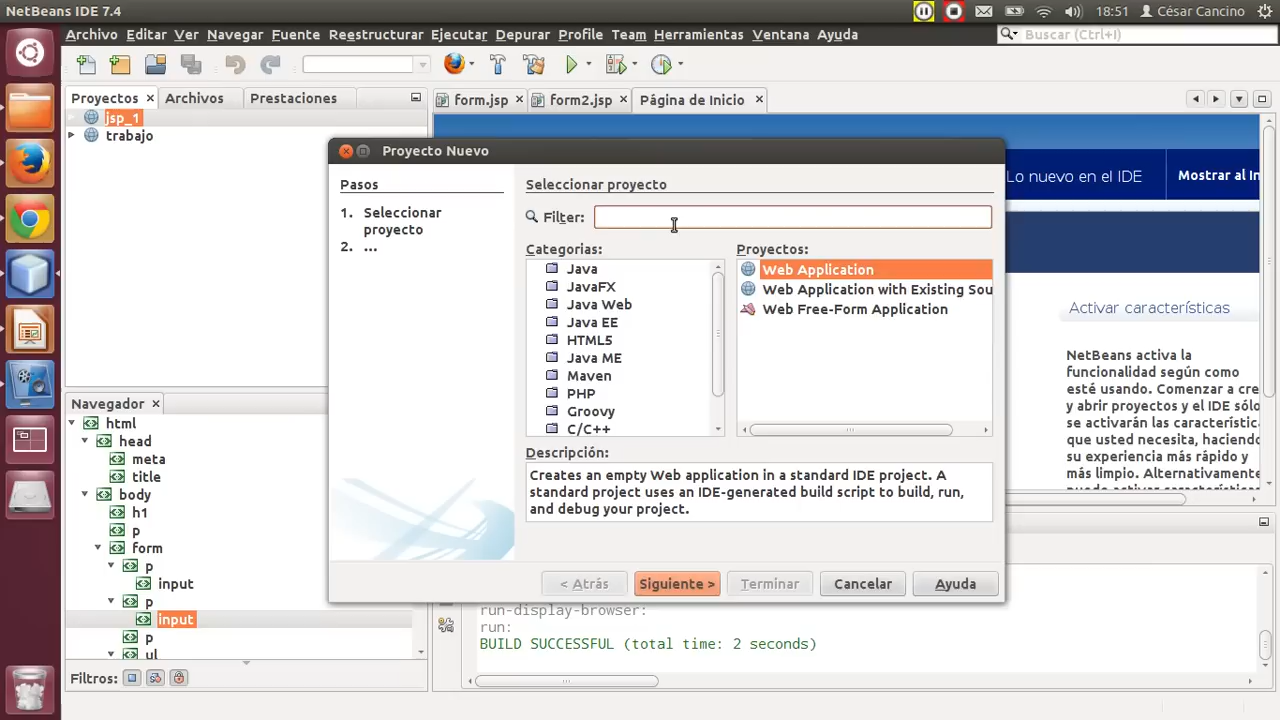 NetBeans IDE 7.4
18:51 César Cancino
Archivo Editar Ver Navegar Fuente Reestructurar Ejecutar Depurar Profile Team Herramientas Ventana Ayuda
Buscar (Ctrl+I)
Proyectos Archivos Prestaciones
form.jsp form2.jsp Página de Inicio
jsp_1
trabajo
Lo nuevo en el IDE Mostrar al In
Activar características
NetBeans activa la
funcionalidad según como
esté usando. Comenzar a cre
y abrir proyectos y el IDE sólo
se activarán las característica
que usted necesita, haciendo
su experiencia más rápido y
más limpio. Alternativamente
Proyecto Nuevo
Pasos
1. Seleccionar
proyecto
2. ...
Seleccionar proyecto
Filter:
Categorías:
Java
JavaFX
Java Web
Java EE
HTML5
Java ME
Maven
PHP
Groovy
C/C++
Proyectos:
Web Application
Web Application with Existing Sou
Web Free-Form Application
Descripción:
Creates an empty Web application in a standard IDE project. A
standard project uses an IDE-generated build script to build, run,
and debug your project.
< Atrás Siguiente > Terminar Cancelar Ayuda
Navegador
html
head
meta
title
body
h1
p
form
p
input
p
input
p
ul
Filtros:
run-display-browser:
run:
BUILD SUCCESSFUL (total time: 2 seconds)